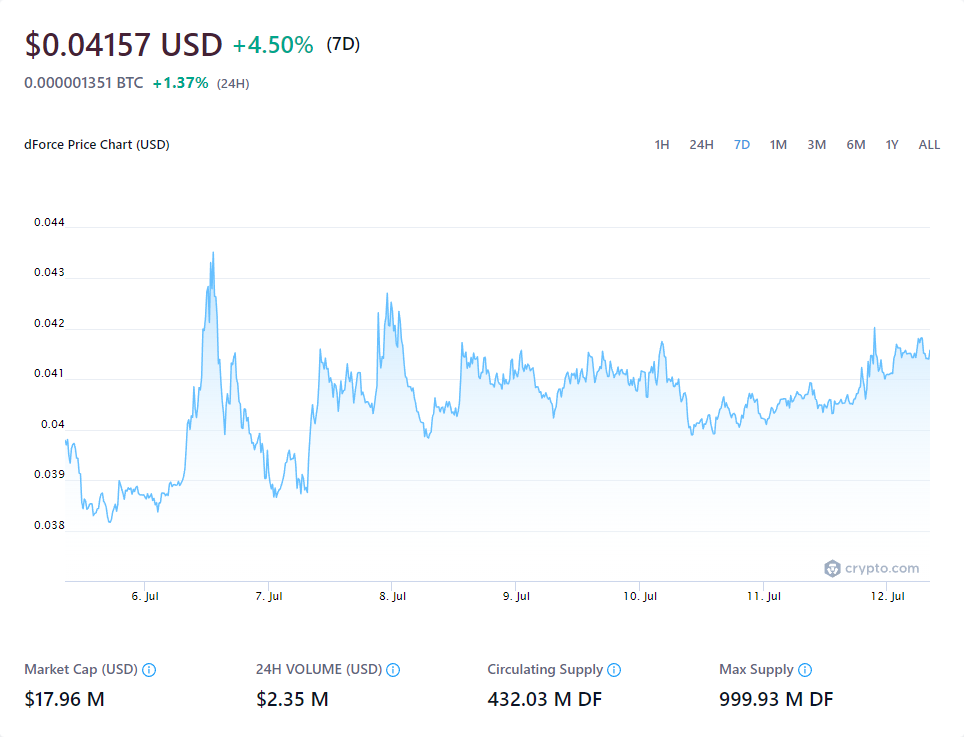 $0.04157 USD +4.50% (7D)
0.000001351 BTC +1.37% (24H)
dForce Price Chart (USD) 1H 24H 7D 1M 3M 6M 1Y ALL
0.044
0.043
0.042
0.041
0.04
0.039
0.038
crypto.com
6. Jul 7. Jul 8. Jul 9. Jul 10. Jul 11. Jul 12. Jul
Market Cap (USD) 24H VOLUME (USD) Circulating Supply Max Supply
$17.96 M $2.35 M 432.03 M DF 999.93 M DF